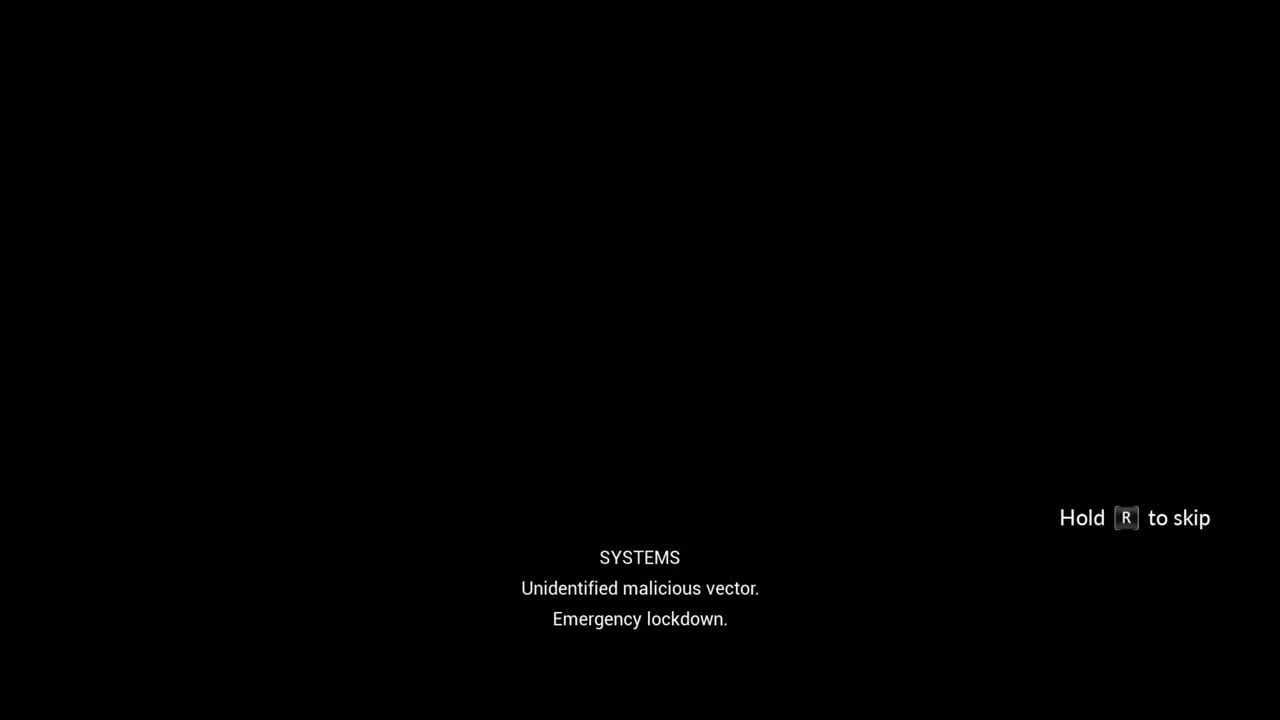 Hold R to skip
SYSTEMS
Unidentified malicious vector.
Emergency lockdown.